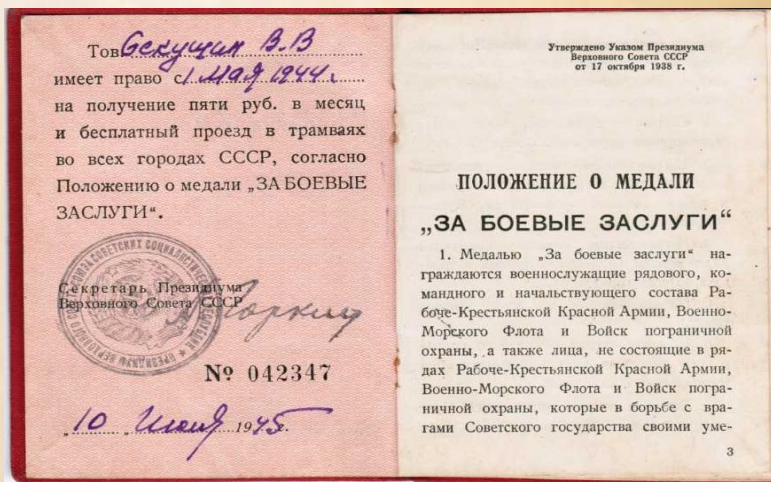 Тов Секущин В.В
имеет право с 1 Мая 1944 г.
на получение пяти руб. в месяц
и бесплатный проезд в трамваях
во всех городах СССР, согласно
Положению о медали „ЗА БОЕВЫЕ
ЗАСЛУГИ“.
Секретарь Президиума
Верховного Совета СССР
Горкин
№ 042347
„10 „ Июля 1945.
Утверждено Указом Президиума
Верховного Совета СССР
от 17 октября 1938 г.
ПОЛОЖЕНИЕ О МЕДАЛИ
„ЗА БОЕВЫЕ ЗАСЛУГИ“
1. Медалью „За боевые заслуги“ на-
граждаются военнослужащие рядового, ко-
мандного и начальствующего состава Ра-
боче-Крестьянской Красной Армии, Военно-
Морского Флота и Войск пограничной
охраны, а также лица, не состоящие в ря-
дах Рабоче-Крестьянской Красной Армии,
Военно-Морского Флота и Войск погра-
ничной охраны, которые в борьбе с вра-
гами Советского государства своими уме-
3